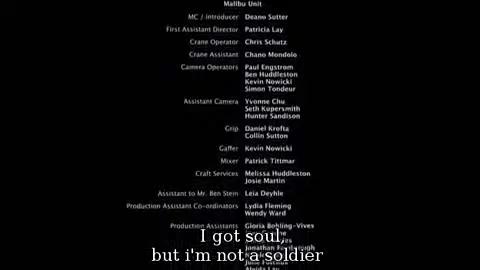 Malibu Unit
MC / Introducer Deano Sutter
First Assistant Director Patricia Lay
Crane Operator Chris Schutz
Crane Assistant Chano Mondolo
Camera Operators Paul Engstrom
Ben Huddleston
Kevin Nowicki
Simon Tondeur
Assistant Camera Yvonne Chu
Seth Kupersmith
Hunter Sandison
Grip Daniel Krofta
Collin Sutton
Gaffer Kevin Nowicki
Mixer Patrick Tittmar
Craft Services Melissa Huddleston
Josie Martin
Assistant to Mr. Ben Stein Leia Deyhle
Production Assistant Co-ordinators Lydia Fleming
Wendy Ward
Production Assistants Gloria Bohling-Vives
I got soul,
but i'm not a soldier